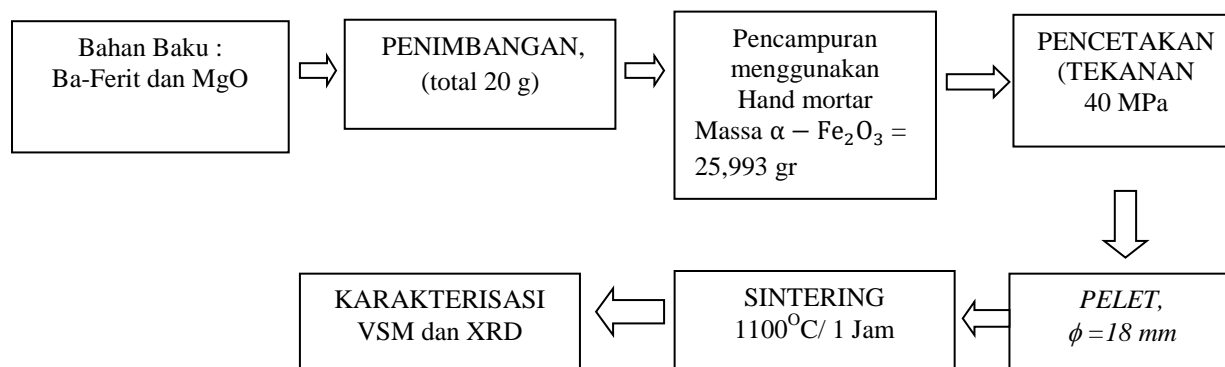 Bahan Baku :
Ba-Ferit dan MgO
PENIMBANGAN,
(total 20 g)
Pencampuran
menggunakan
Hand mortar
Massa α − Fe₂O₃ =
25,993 gr
PENCETAKAN
(TEKANAN
40 MPa
PELET,
ϕ =18 mm
SINTERING
1100ᴼC/ 1 Jam
KARAKTERISASI
VSM dan XRD